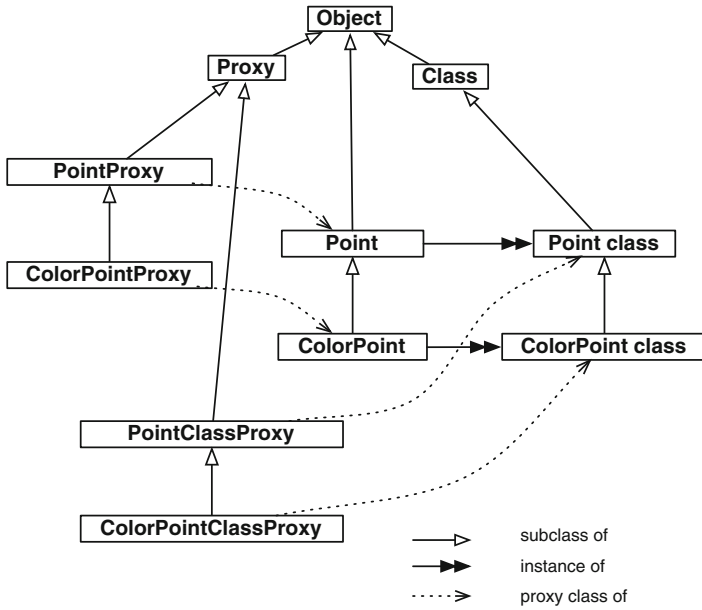 Object
Proxy
Class
PointProxy
Point
Point class
ColorPointProxy
ColorPoint
ColorPoint class
PointClassProxy
ColorPointClassProxy
subclass of
instance of
proxy class of